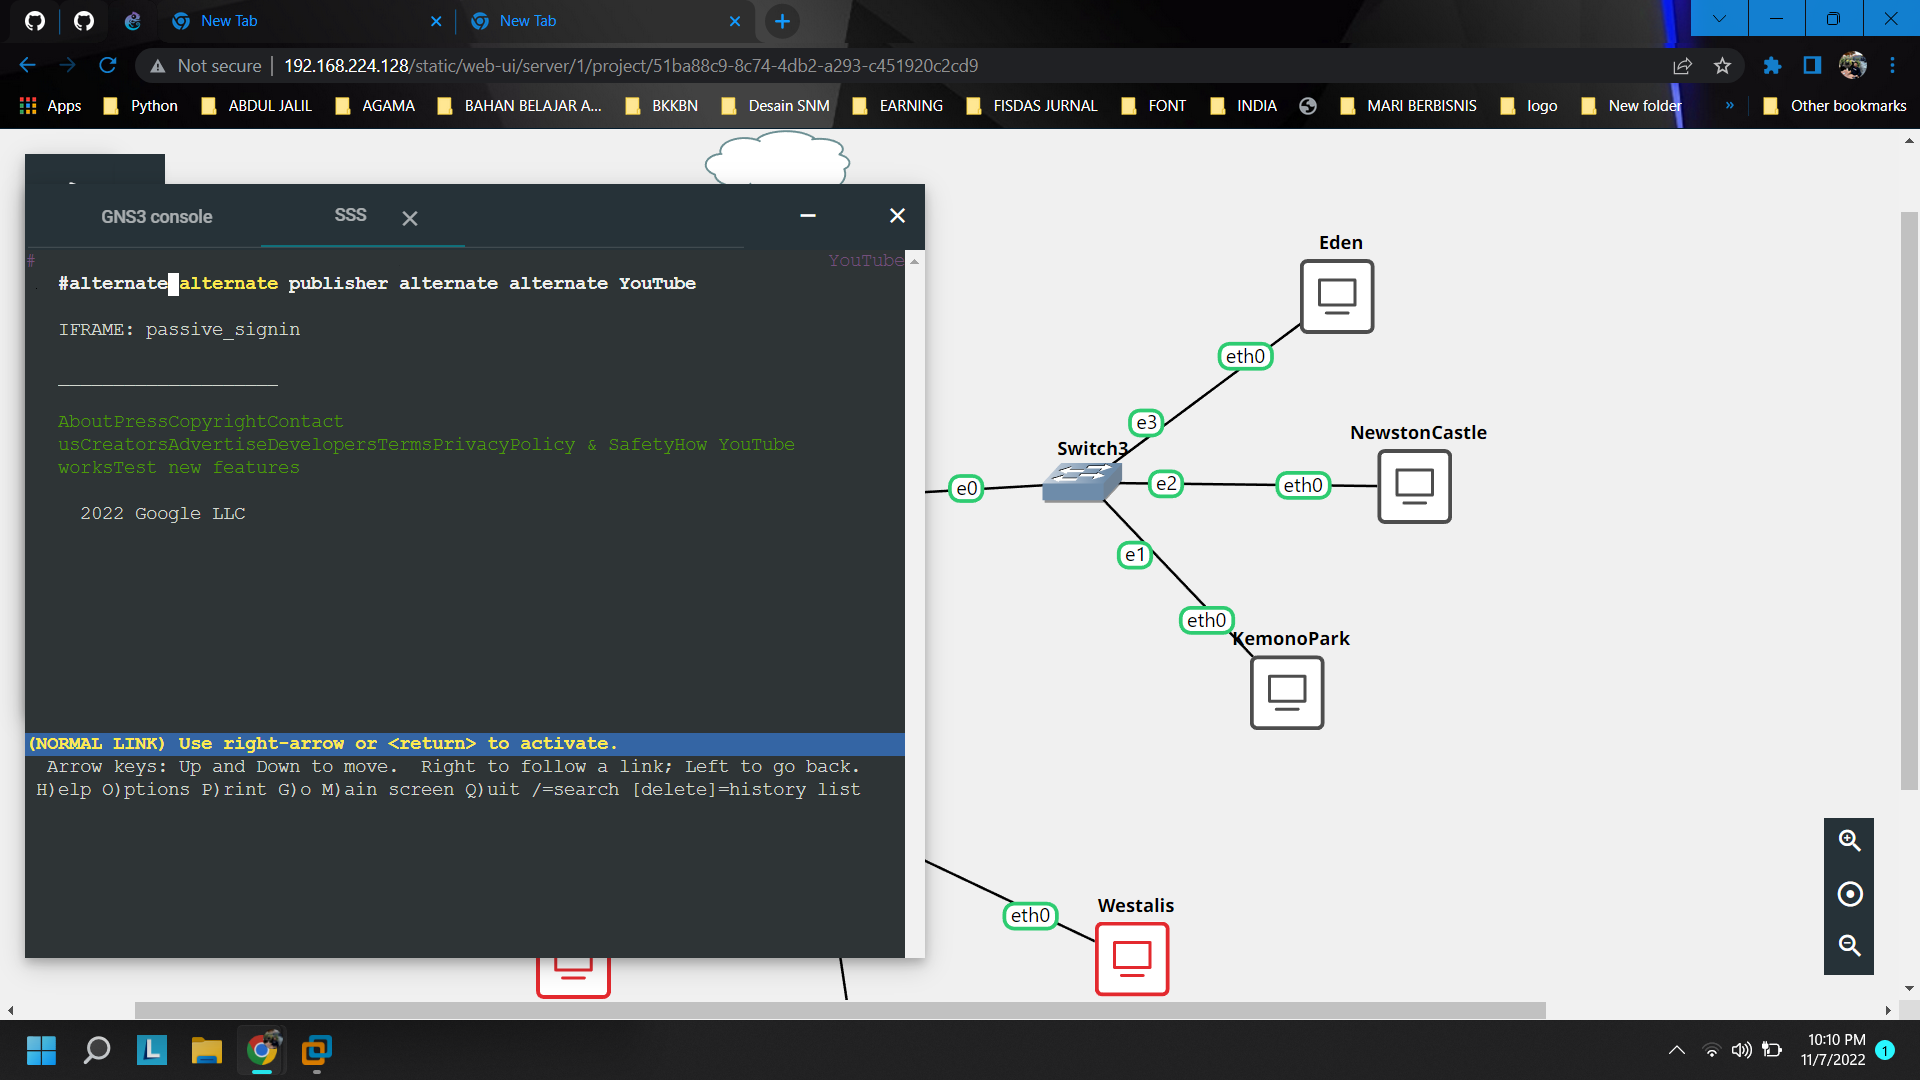 New Tab
New Tab
Not secure
192.168.224.128/static/web-ui/server/1/project/51ba88c9-8c74-4db2-a293-c451920c2cd9
Apps
Python
ABDUL JALIL
AGAMA
BAHAN BELAJAR A...
BKKBN
Desain SNM
EARNING
FISDAS JURNAL
FONT
INDIA
MARI BERBISNIS
logo
New folder
»
Other bookmarks
GNS3 console
SSS
# YouTube
#alternate alternate publisher alternate alternate YouTube
IFRAME: passive_signin
____________________
AboutPressCopyrightContact
usCreatorsAdvertiseDevelopersTermsPrivacyPolicy & SafetyHow YouTube
worksTest new features
2022 Google LLC
(NORMAL LINK) Use right-arrow or <return> to activate.
Arrow keys: Up and Down to move.  Right to follow a link; Left to go back.
H)elp O)ptions P)rint G)o M)ain screen Q)uit /=search [delete]=history list
Eden
eth0
e3
NewstonCastle
Switch3
e0
e2
eth0
e1
eth0
KemonoPark
Westalis
eth0
10:10 PM
11/7/2022
1